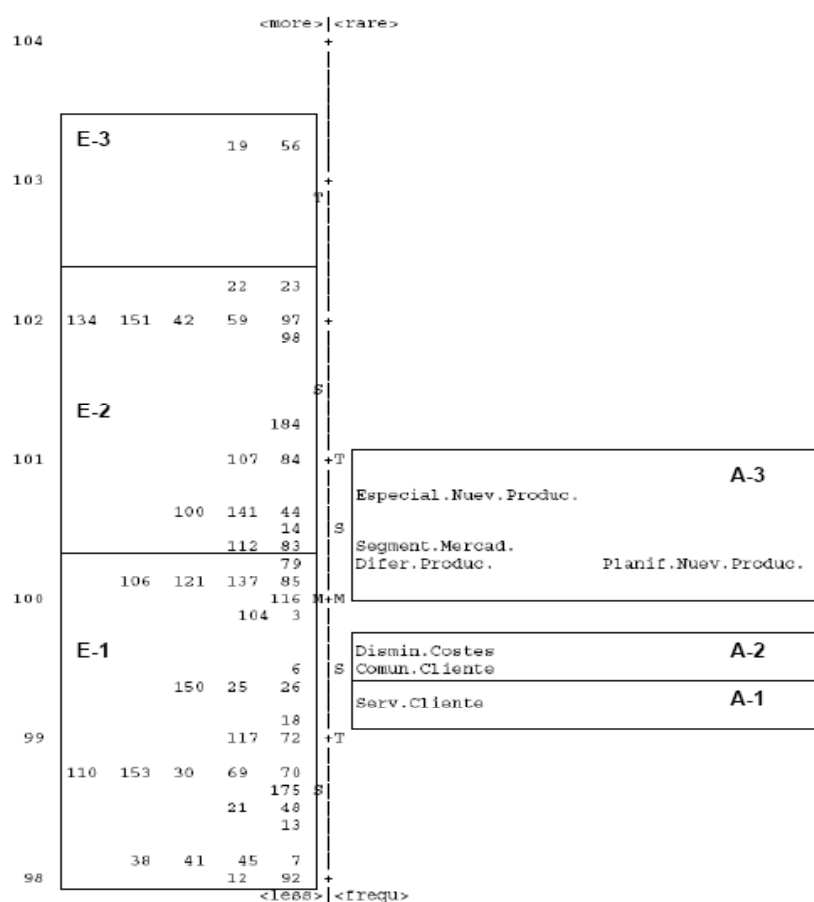 <more>|<rare>
104 +
E-3 19 56
103 +
T
22 23
102 134 151 42 59 97 +
98
S
E-2
184
101 107 84 +T
A-3
Especial.Nuev.Produc.
100 141 44
14 S
112 83 Segment.Mercad.
79 Difer.Produc. Planif.Nuev.Produc.
106 121 137 85
100 116 M+M
104 3
E-1 Dismin.Costes A-2
6 S Comun.Cliente
150 25 26
Serv.Cliente A-1
18
99 117 72 +T
110 153 30 69 70
175 S
21 48
13
38 41 45 7
98 12 92 +
<less>|<frequ>